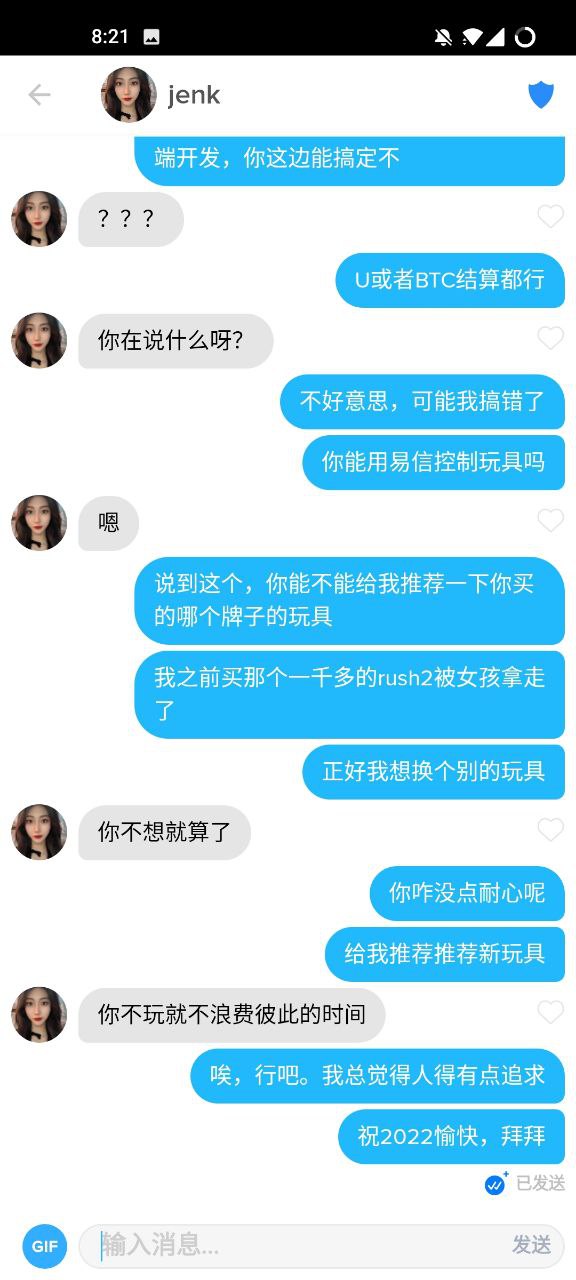 8:21
jenk
端开发，你这边能搞定不
？？？
U或者BTC结算都行
你在说什么呀?
不好意思，可能我搞错了
你能用易信控制玩具吗
嗯
说到这个，你能不能给我推荐一下你买
的哪个牌子的玩具
我之前买那个一千多的rush2被女孩拿走
了
正好我想换个别的玩具
你不想就算了
你咋没点耐心呢
给我推荐推荐新玩具
你不玩就不浪费彼此的时间
唉，行吧。我总觉得人得有点追求
祝2022愉快，拜拜
已发送
GIF
输入消息...
发送